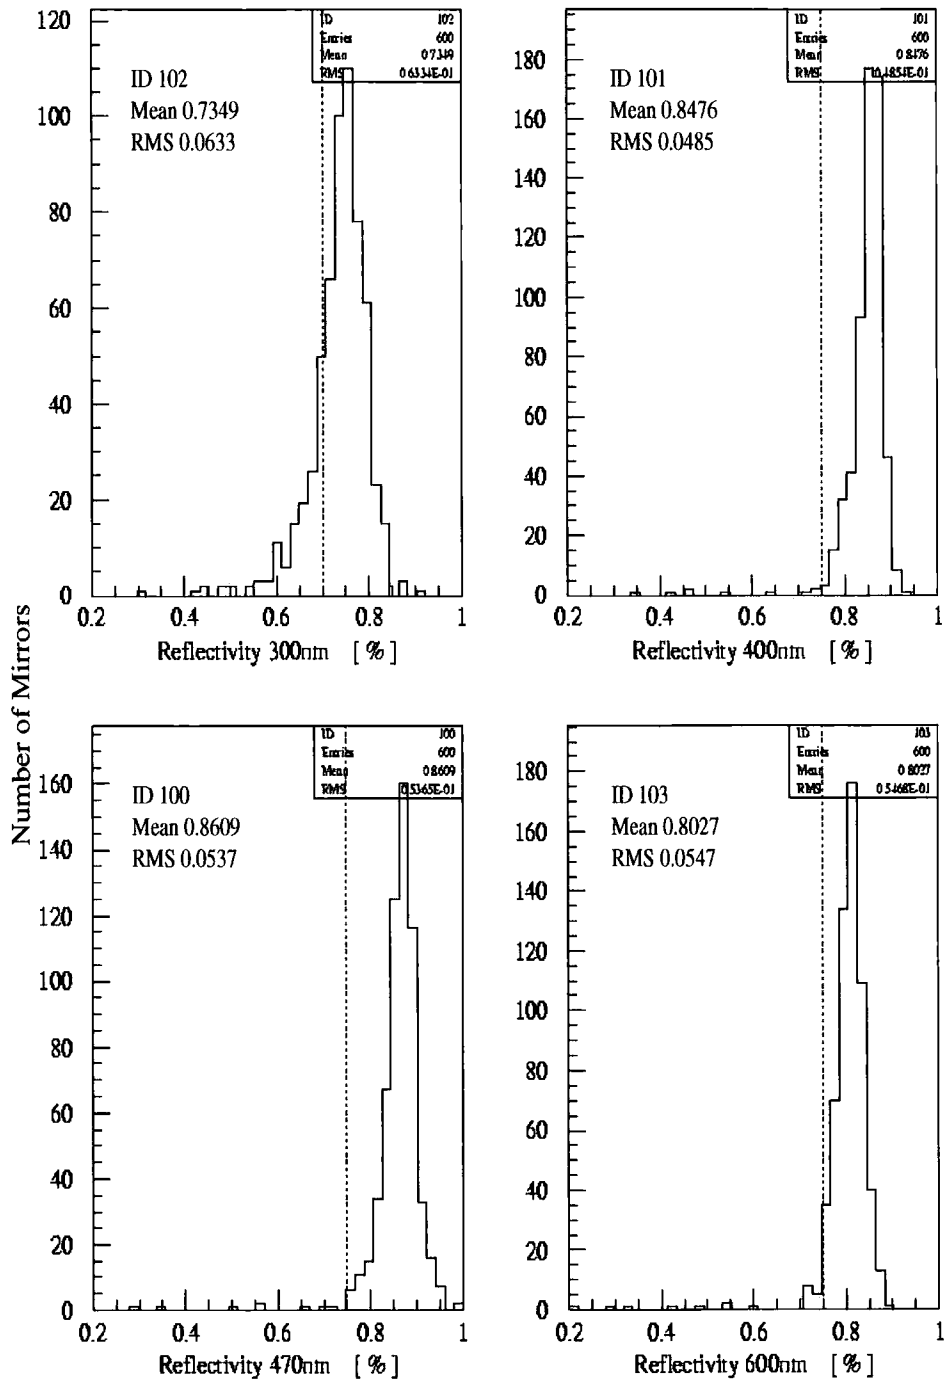 Number of Mirrors
ID 102
Entries 600
Mean 0.7349
RMS 0.6334E-01
ID 102
Mean 0.7349
RMS 0.0633
120
100
80
60
40
20
0
0.2 0.4 0.6 0.8 1
Reflectivity 300nm [ % ]
ID 101
Entries 600
Mean 0.8476
RMS 0.4854E-01
ID 101
Mean 0.8476
RMS 0.0485
180
160
140
120
100
80
60
40
20
0
0.2 0.4 0.6 0.8 1
Reflectivity 400nm [ % ]
ID 100
Entries 600
Mean 0.8609
RMS 0.5365E-01
ID 100
Mean 0.8609
RMS 0.0537
160
140
120
100
80
60
40
20
0
0.2 0.4 0.6 0.8 1
Reflectivity 470nm [ % ]
ID 103
Entries 600
Mean 0.8027
RMS 0.5468E-01
ID 103
Mean 0.8027
RMS 0.0547
180
160
140
120
100
80
60
40
20
0
0.2 0.4 0.6 0.8 1
Reflectivity 600nm [ % ]